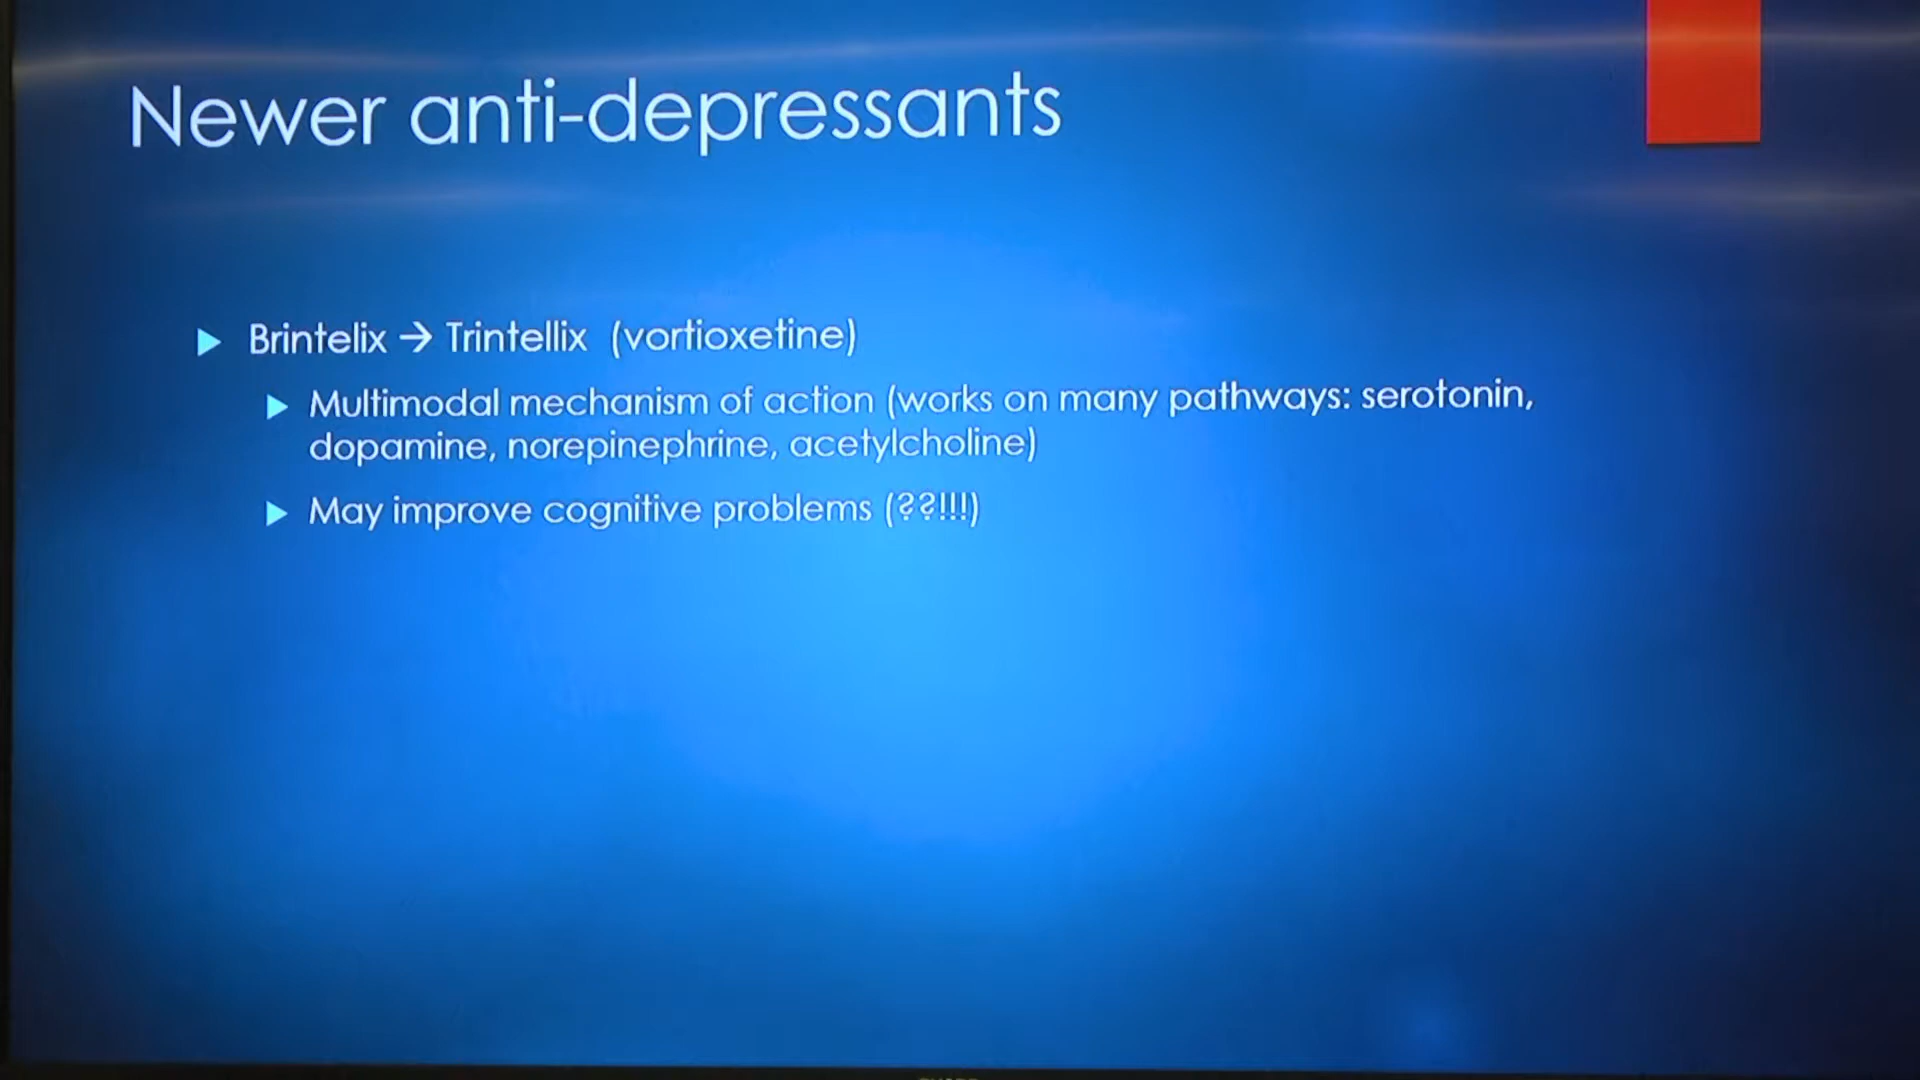 Newer anti-depressants
Brintelix → Trintellix (vortioxetine)
Multimodal mechanism of action (works on many pathways: serotonin,
dopamine, norepinephrine, acetylcholine)
May improve cognitive problems (??!!!)